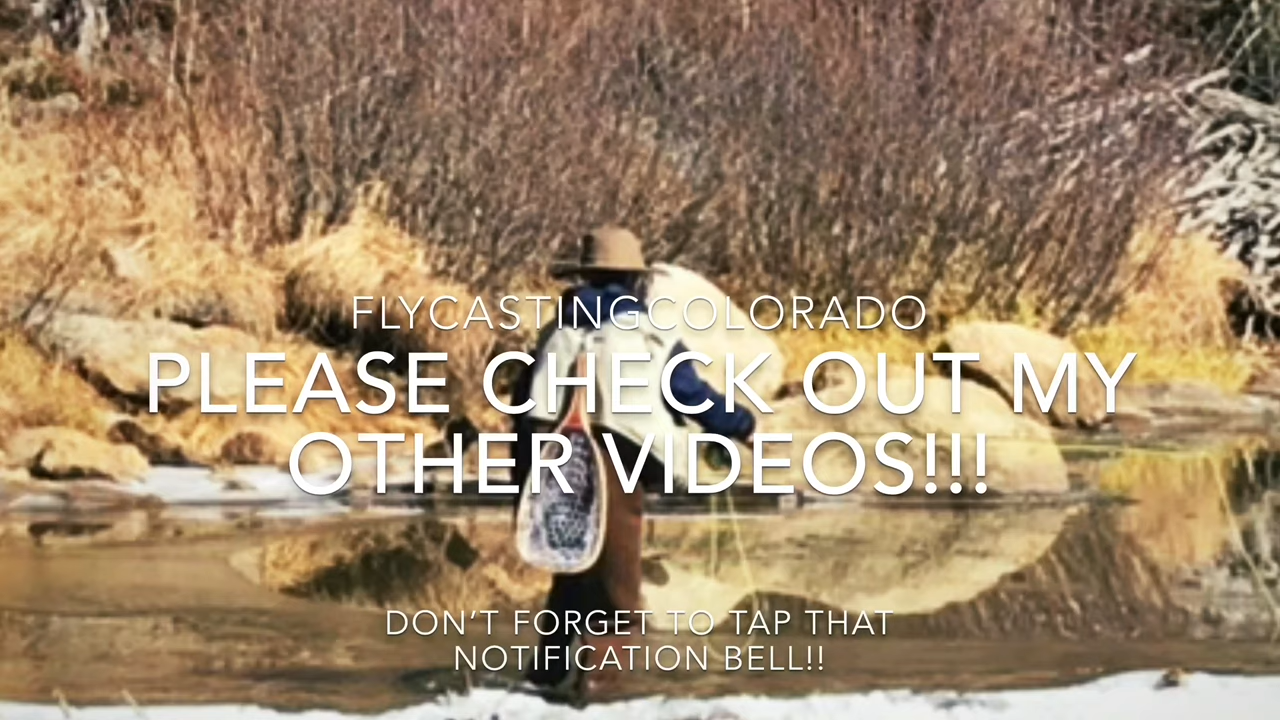 FLYCASTINGCOLORADO
PLEASE CHECK OUT MY
OTHER VIDEOS!!!
DON'T FORGET TO TAP THAT
NOTIFICATION BELL!!